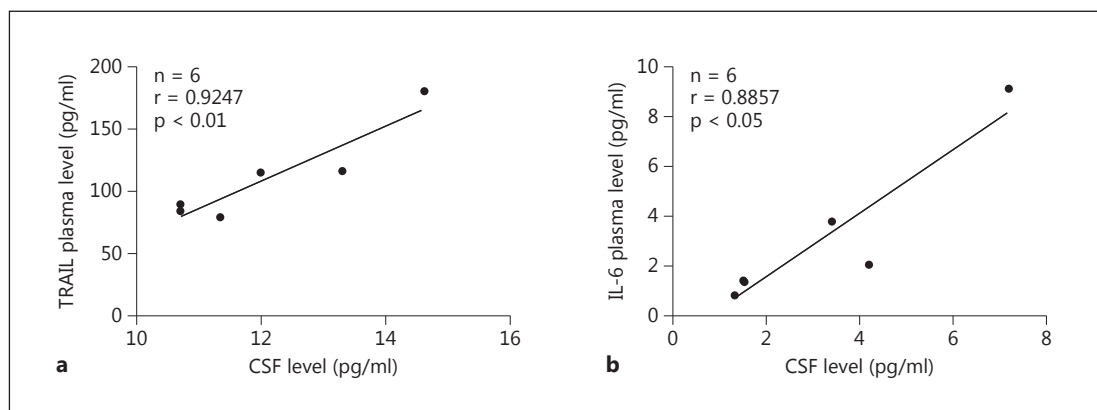 TRAIL plasma level (pg/ml)
200
150
100
50
0
n = 6
r = 0.9247
p < 0.01
10
12
14
16
CSF level (pg/ml)
a
IL-6 plasma level (pg/ml)
10
8
6
4
2
0
n = 6
r = 0.8857
p < 0.05
0
2
4
6
8
CSF level (pg/ml)
b